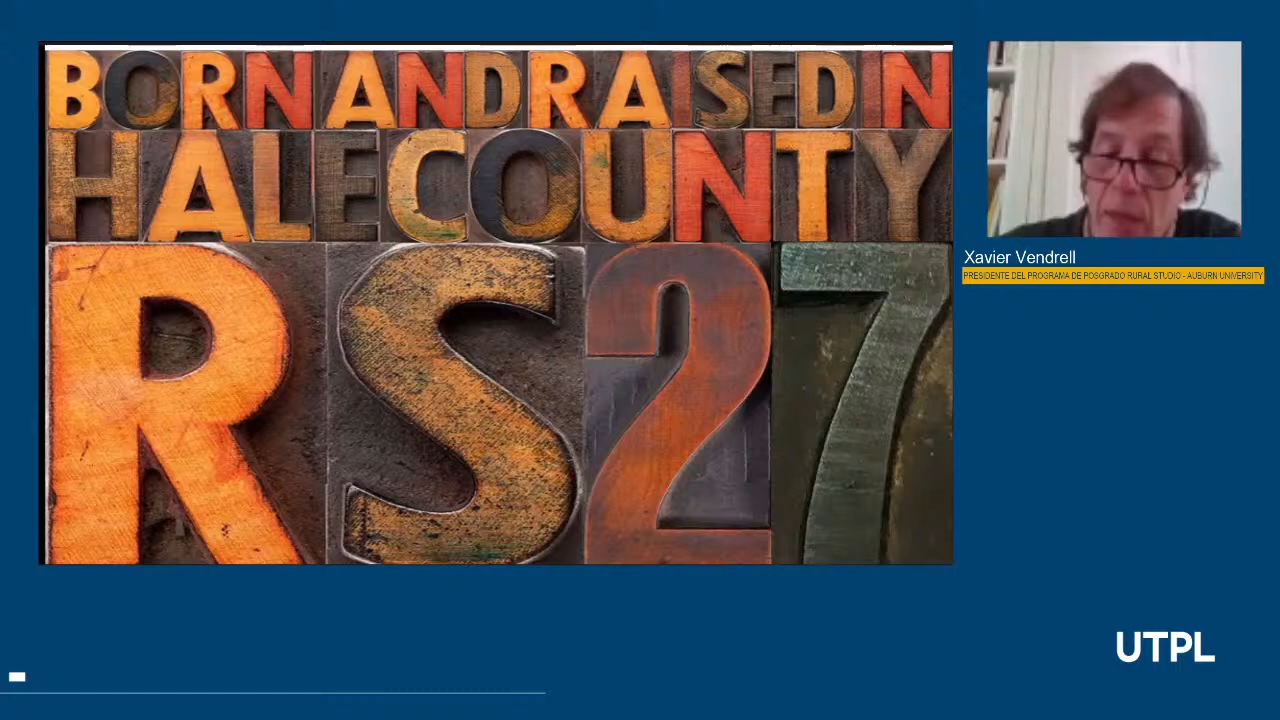 BORNANDRAISEDIN
HALECOUNTY
RS27
Xavier Vendrell
PRESIDENTE DEL PROGRAMA DE POSGRADO RURAL STUDIO - AUBURN UNIVERSITY
UTPL